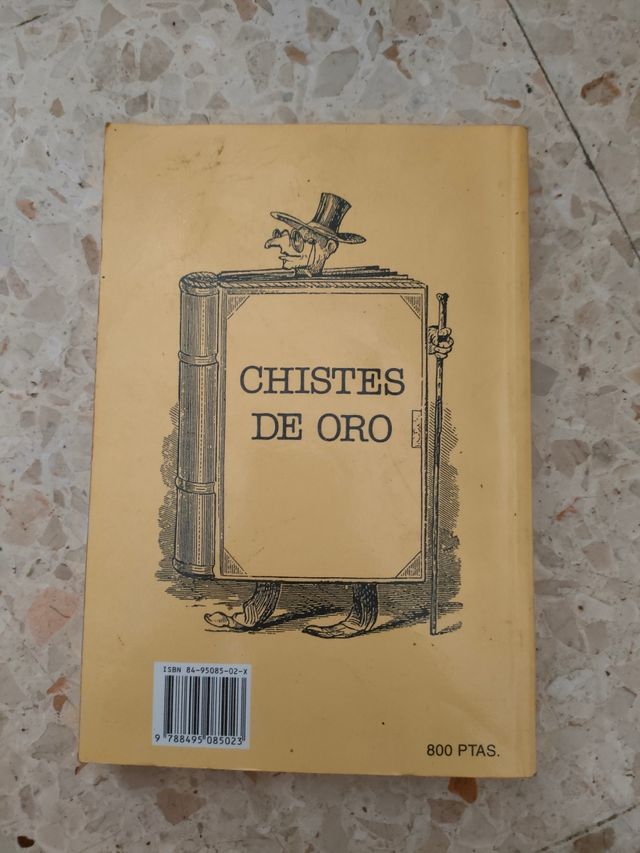 CHISTES
DE ORO
ISBN 84-95085-02-X
9 788495 085023
800 PTAS.